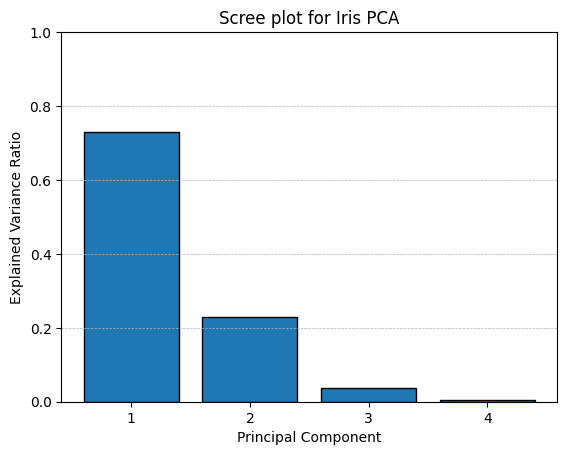 Scree plot for Iris PCA
Explained Variance Ratio
1.0
0.8
0.6
0.4
0.2
0.0
1 2 3 4
Principal Component